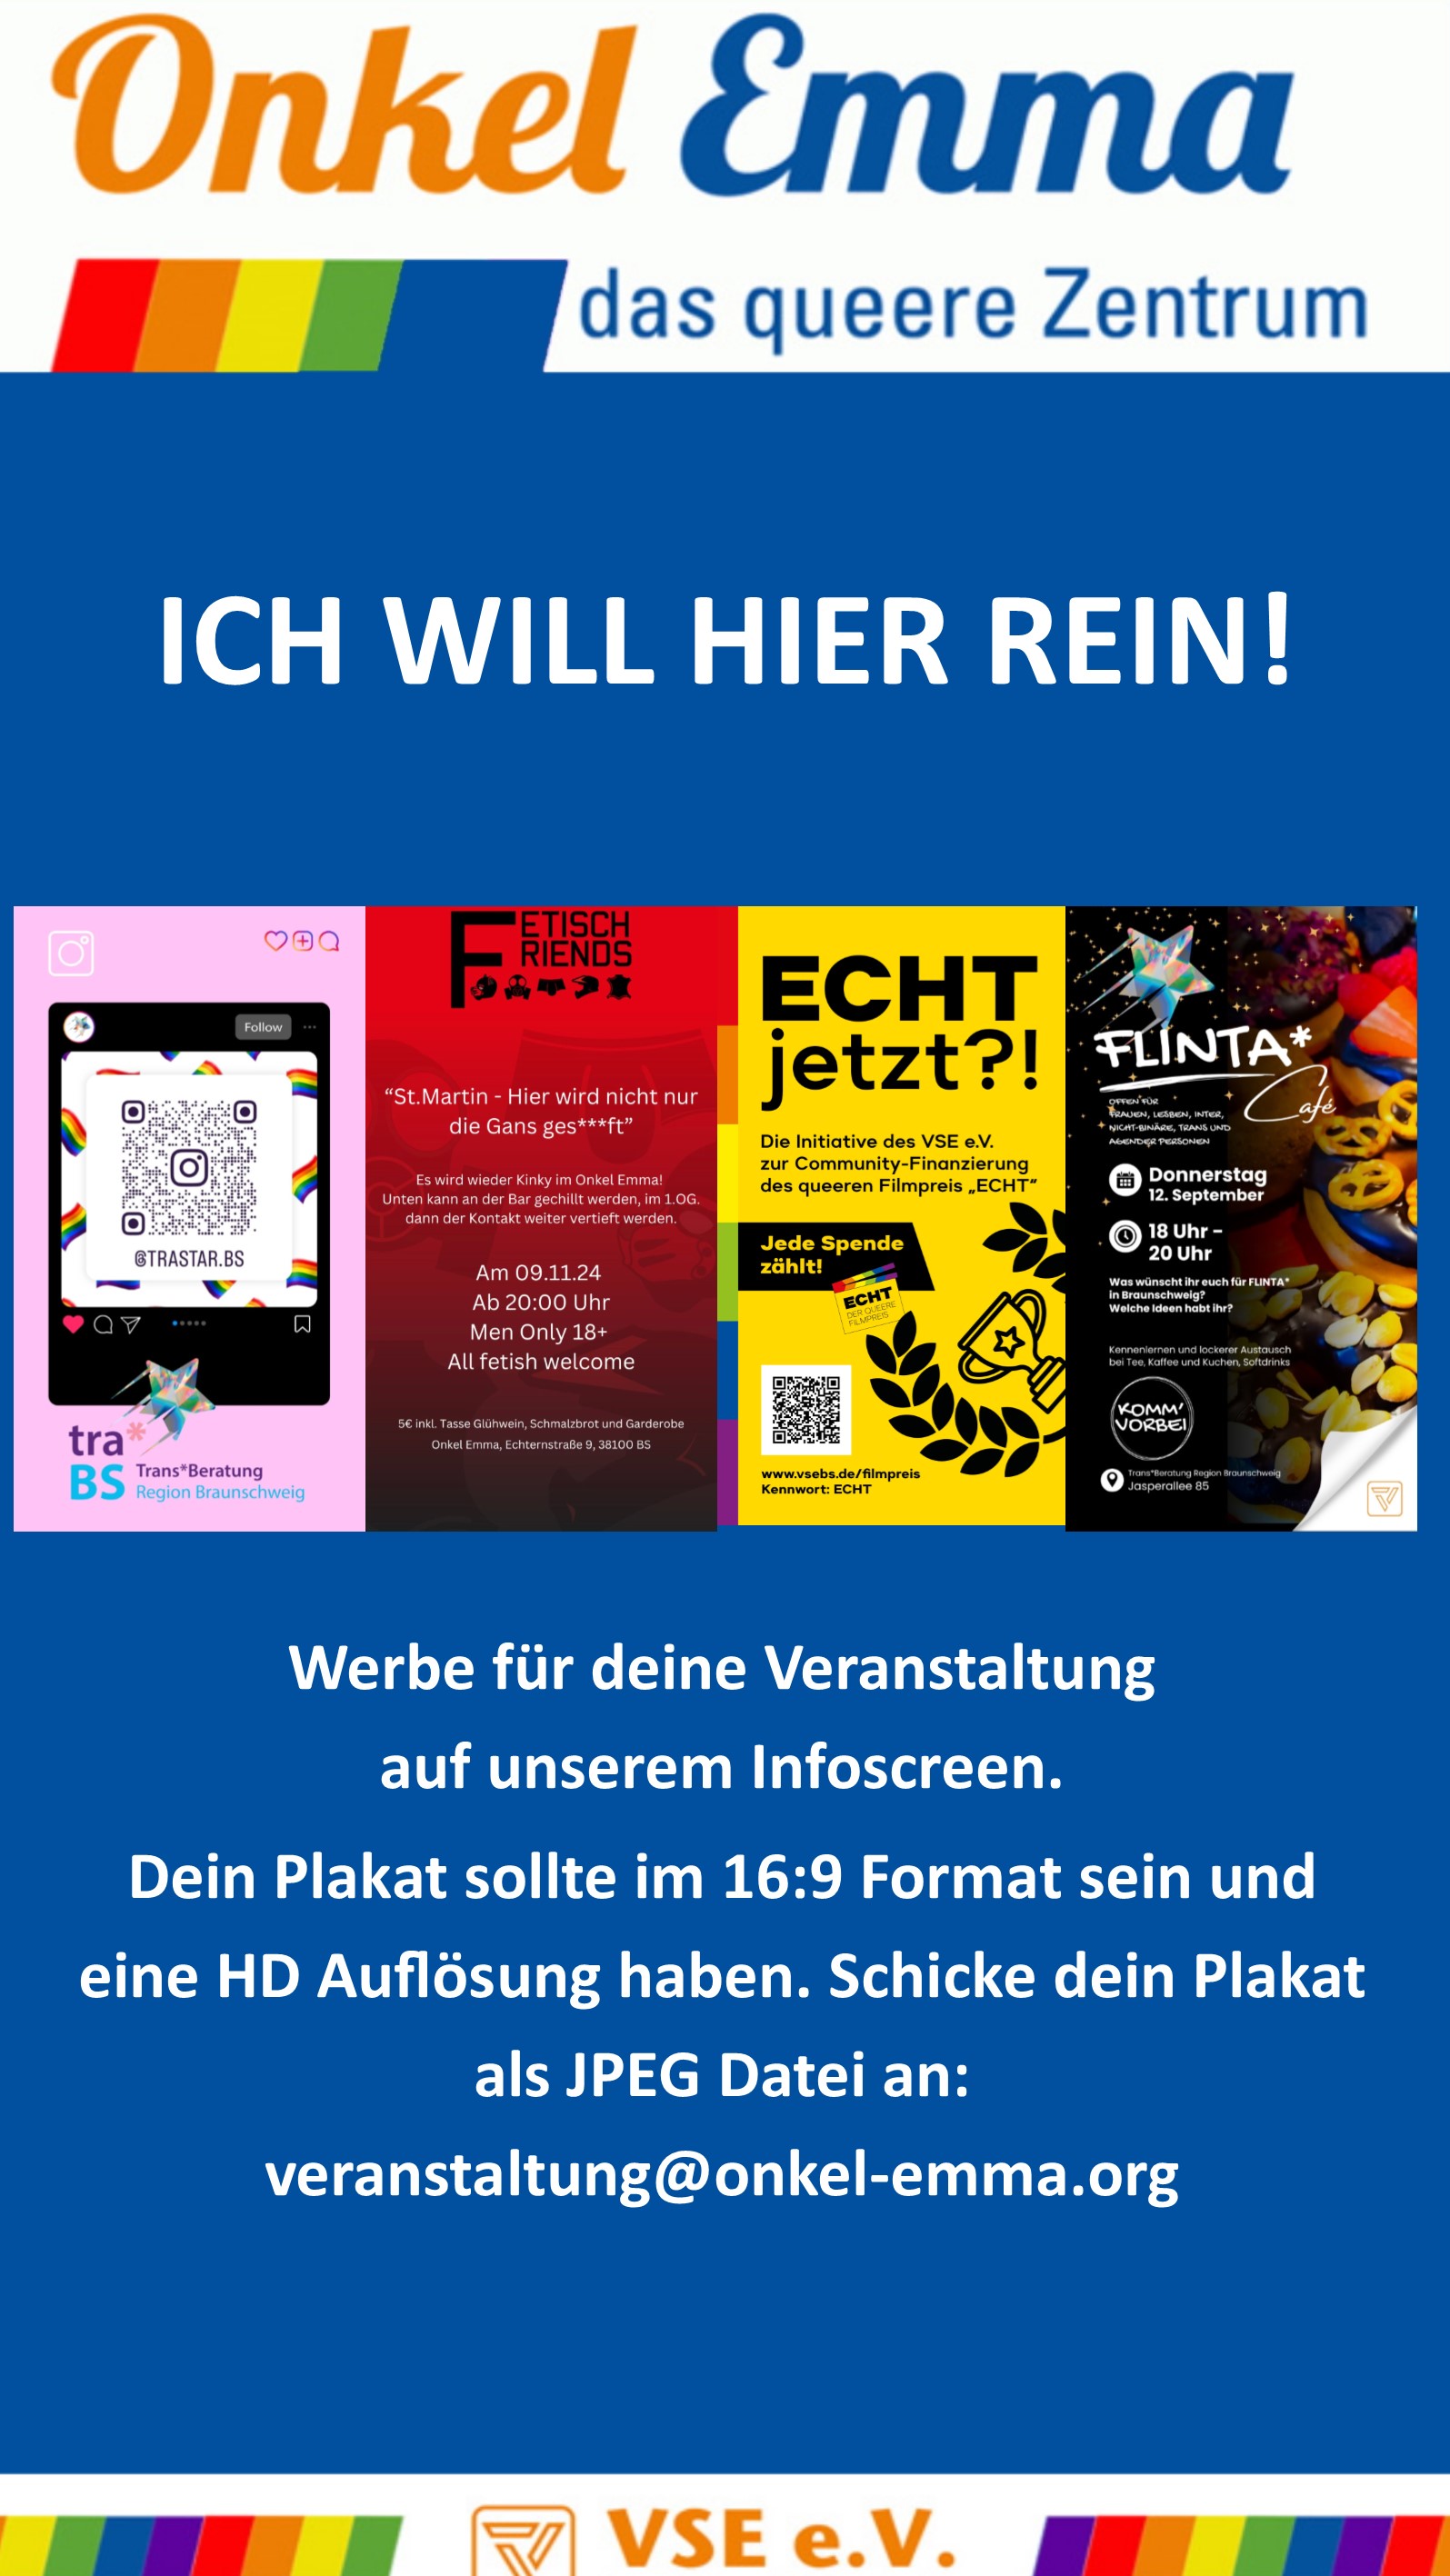 Onkel Emma
das queere Zentrum
ICH WILL HIER REIN!
Follow
@TRASTAR.BS
tra*
BS Trans*Beratung
Region Braunschweig
FETISCH
FRIENDS
“St.Martin - Hier wird nicht nur
die Gans ges***ft”
Es wird wieder Kinky im Onkel Emma!
Unten kann an der Bar gechillt werden, im 1.OG.
dann der Kontakt weiter vertieft werden.
Am 09.11.24
Ab 20:00 Uhr
Men Only 18+
All fetish welcome
5€ inkl. Tasse Glühwein, Schmalzbrot und Garderobe
Onkel Emma, Echternstraße 9, 38100 BS
ECHT
jetzt?!
Die Initiative des VSE e.V.
zur Community-Finanzierung
des queeren Filmpreis „ECHT“
Jede Spende
zählt!
ECHT
DER QUEERE
FILMPREIS
www.vsebs.de/filmpreis
Kennwort: ECHT
FLINTA*
Café
OFFEN FÜR
FRAUEN, LESBEN, INTER,
NICHT-BINÄRE, TRANS UND
AGENDER PERSONEN
Donnerstag
12. September
18 Uhr –
20 Uhr
Was wünscht ihr euch für FLINTA*
in Braunschweig?
Welche Ideen habt ihr?
Kennenlernen und lockerer Austausch
bei Tee, Kaffee und Kuchen, Softdrinks
KOMM'
VORBEI
Trans*Beratung Region Braunschweig
Jasperallee 85
Werbe für deine Veranstaltung
auf unserem Infoscreen.
Dein Plakat sollte im 16:9 Format sein und
eine HD Auflösung haben. Schicke dein Plakat
als JPEG Datei an:
veranstaltung@onkel-emma.org
VSE e.V.